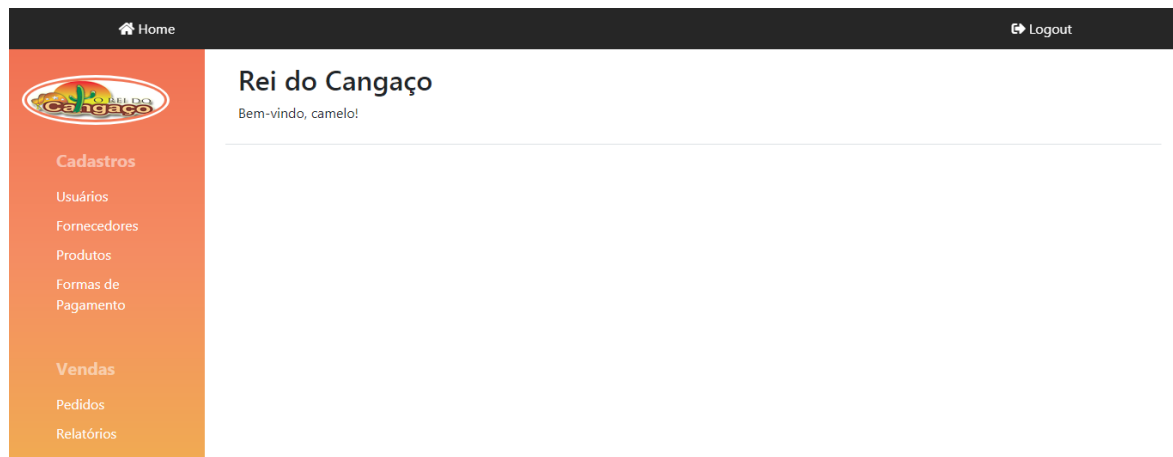 Home
Logout
O REI DO
Cangaço
Rei do Cangaço
Bem-vindo, camelo!
Cadastros
Usuários
Fornecedores
Produtos
Formas de
Pagamento
Vendas
Pedidos
Relatórios